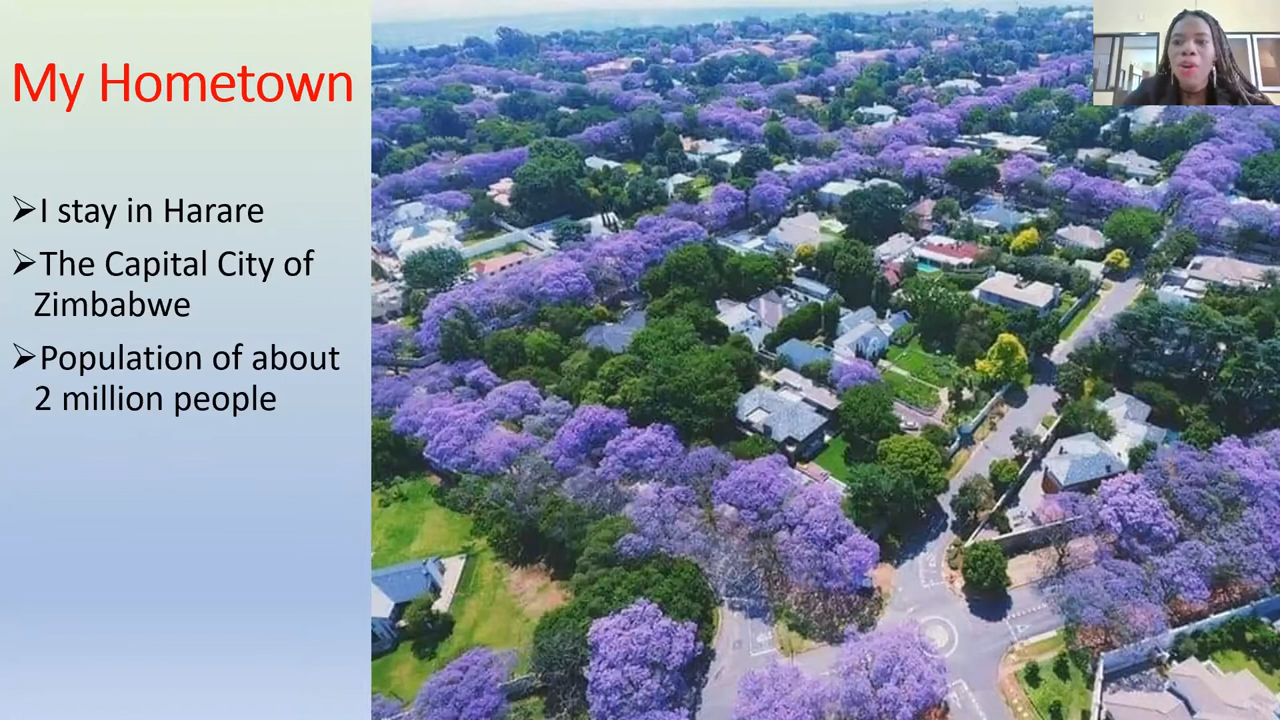 My Hometown
➢I stay in Harare
➢The Capital City of
Zimbabwe
➢Population of about
2 million people